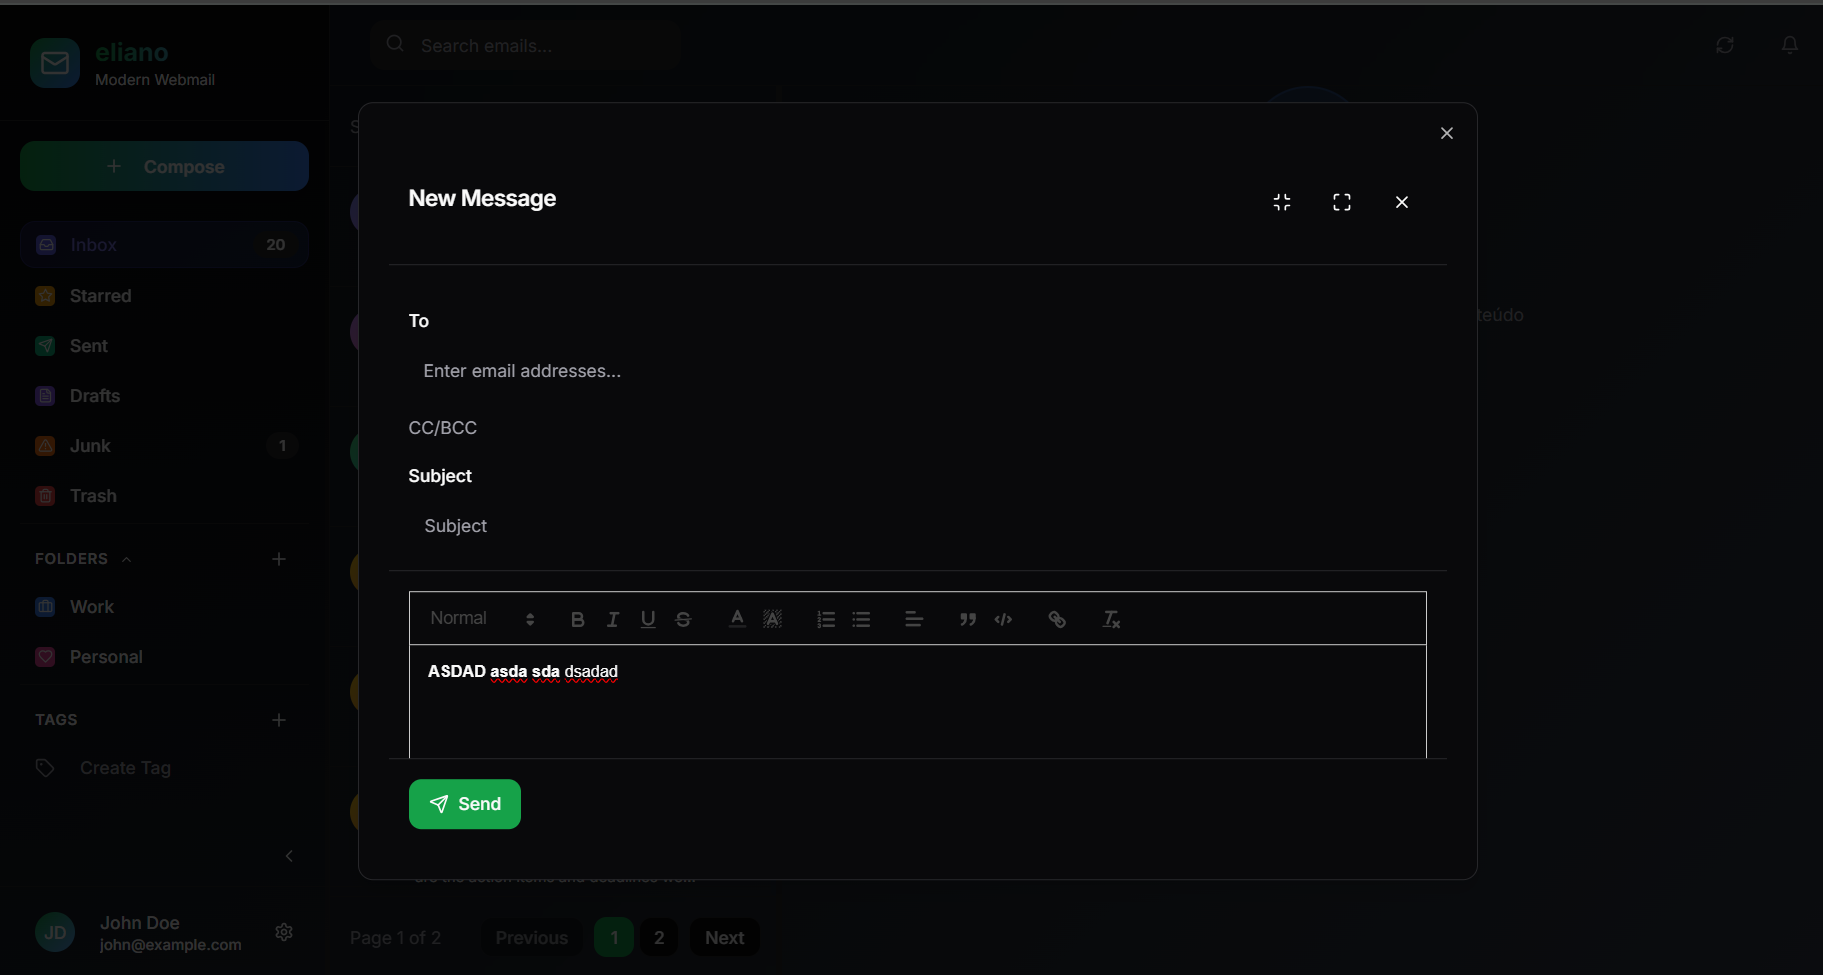 eliano
Modern Webmail
Compose
Inbox 20
Starred
Sent
Drafts
Junk 1
Trash
FOLDERS
Work
Personal
TAGS
Create Tag
JD
John Doe
john@example.com
Search emails...
New Message
To
Enter email addresses...
CC/BCC
Subject
Subject
Normal
ASDAD asda sda dsadad
Send
teúdo
Page 1 of 2 Previous 1 2 Next